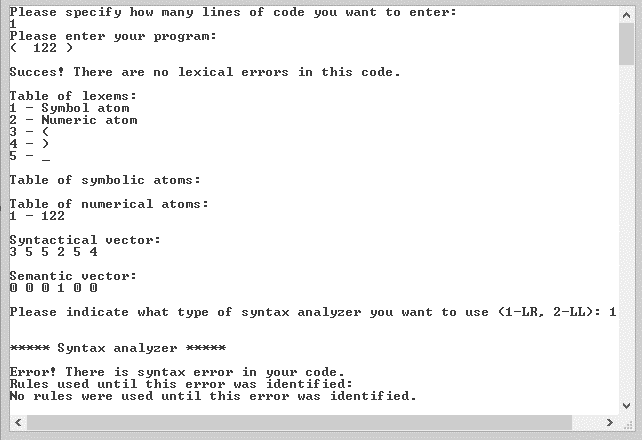 Please specify how many lines of code you want to enter:
1
Please enter your program:
(  122 )
Succes! There are no lexical errors in this code.
Table of lexems:
1 - Symbol atom
2 - Numeric atom
3 - (
4 - )
5 - _
Table of symbolic atoms:
Table of numerical atoms:
1 - 122
Syntactical vector:
3 5 5 2 5 4
Semantic vector:
0 0 0 1 0 0
Please indicate what type of syntax analyzer you want to use (1-LR, 2-LL): 1
***** Syntax analyzer *****
Error! There is syntax error in your code.
Rules used until this error was identified:
No rules were used until this error was identified.